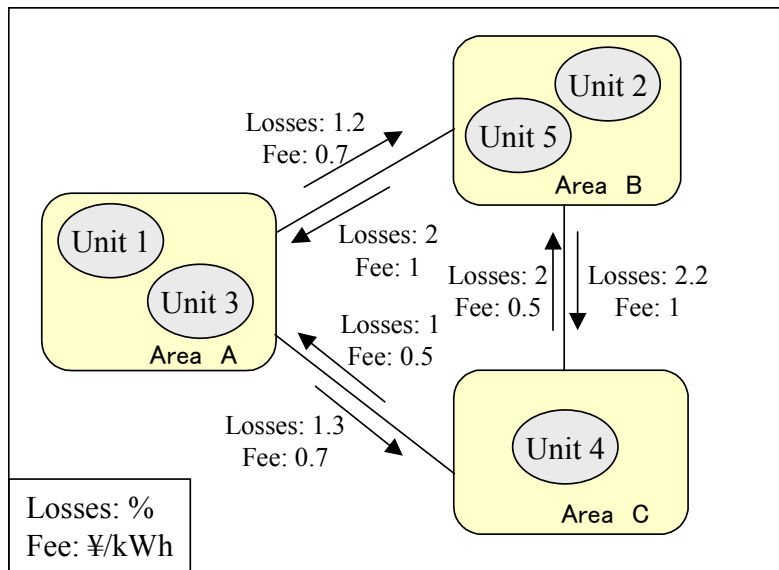 Unit 2
Losses: 1.2
Fee: 0.7
Unit 5
Area B
Unit 1
Losses: 2
Fee: 1
Losses: 2
Fee: 0.5
Losses: 2.2
Fee: 1
Unit 3
Area A
Losses: 1
Fee: 0.5
Losses: 1.3
Fee: 0.7
Unit 4
Area C
Losses: %
Fee: ¥/kWh